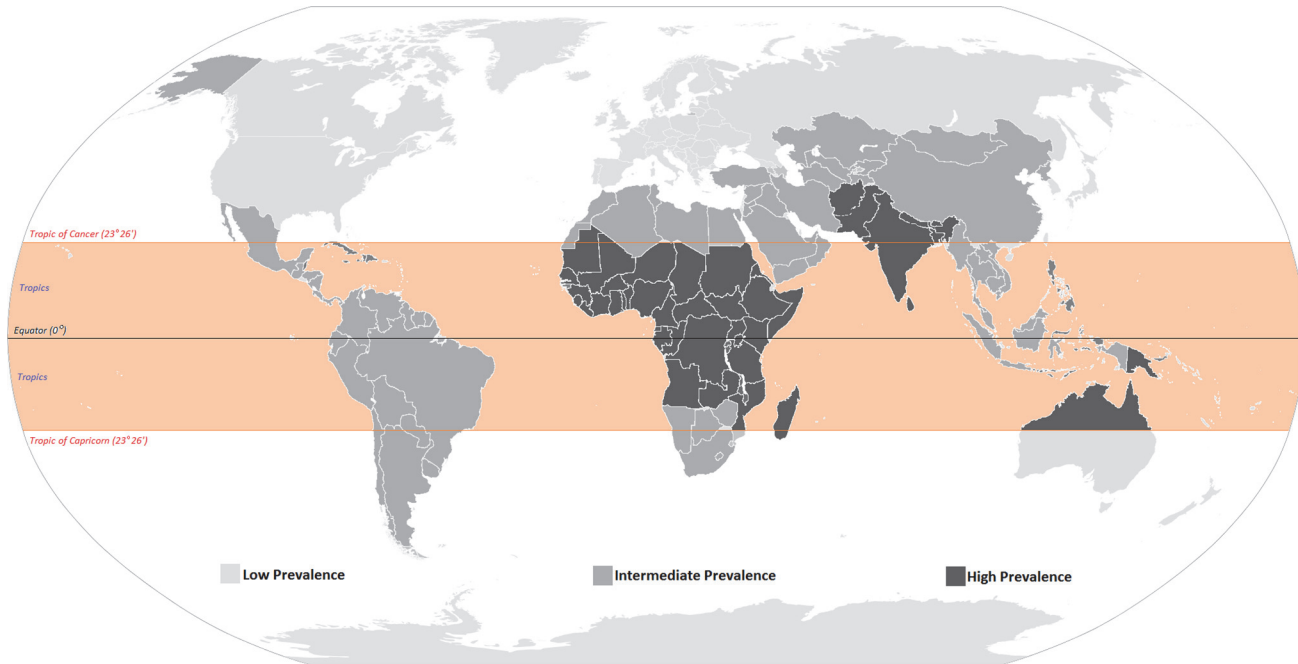 Tropic of Cancer (23°26')
Tropics
Equator (0°)
Tropics
Tropic of Capricorn (23°26')
Low Prevalence
Intermediate Prevalence
High Prevalence